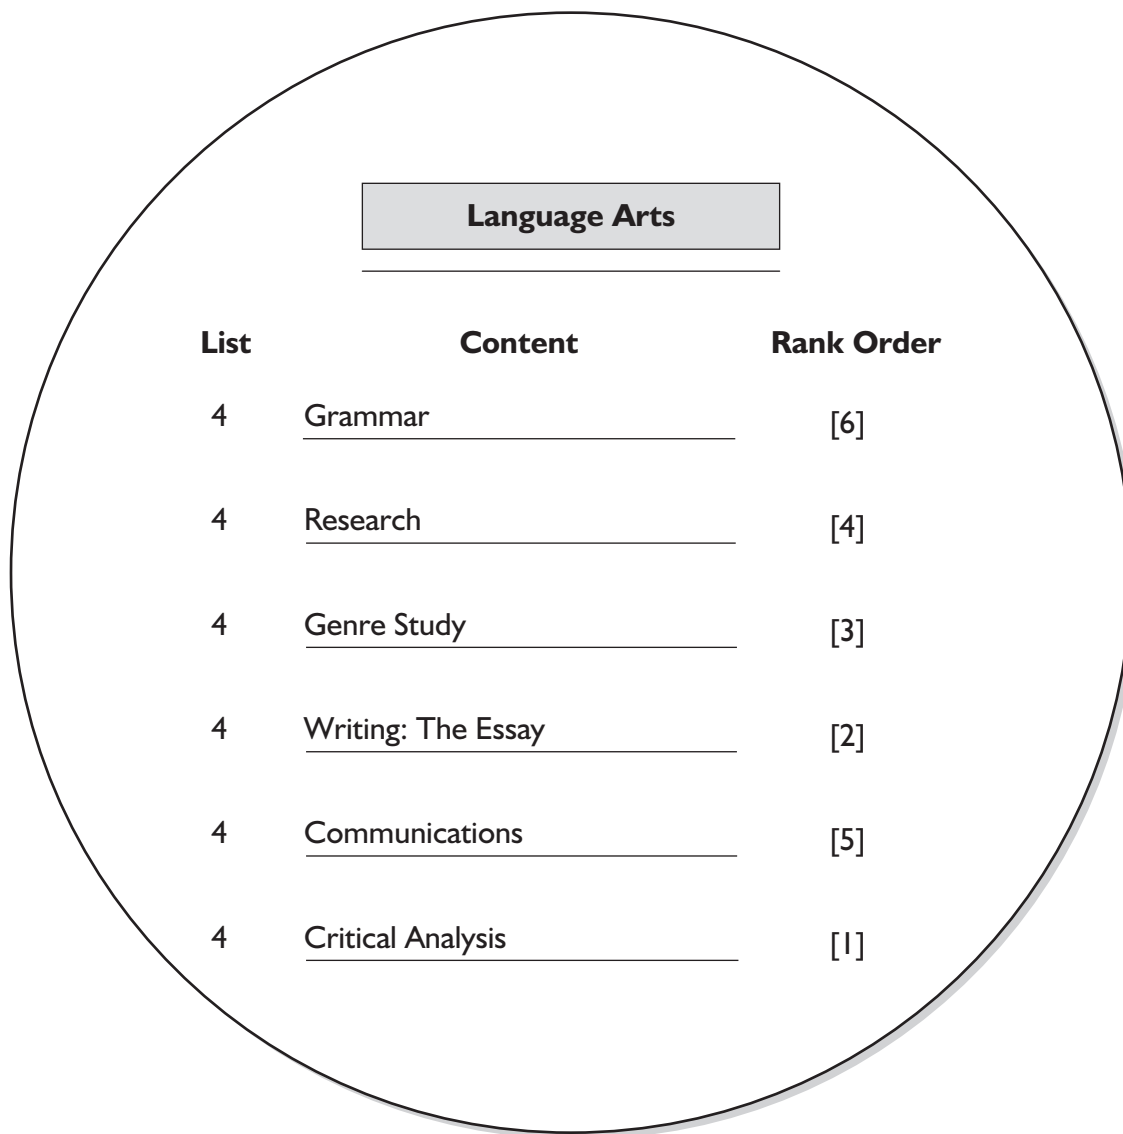 Language Arts
List Content Rank Order
4 Grammar [6]
4 Research [4]
4 Genre Study [3]
4 Writing: The Essay [2]
4 Communications [5]
4 Critical Analysis [1]